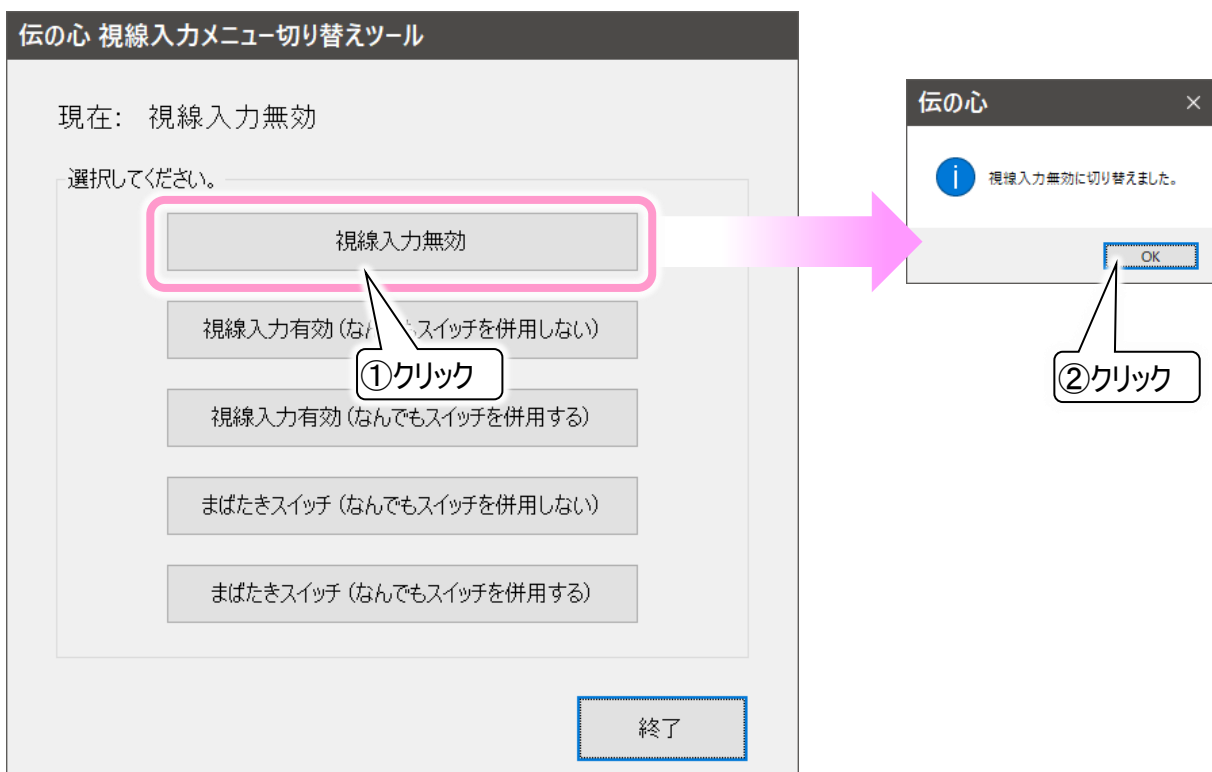 伝の心 視線入力メニュー切り替えツール
現在: 視線入力無効
選択してください。
視線入力無効
視線入力有効(なん　　スイッチを併用しない)
①クリック
視線入力有効(なんでもスイッチを併用する)
まばたきスイッチ(なんでもスイッチを併用しない)
まばたきスイッチ(なんでもスイッチを併用する)
終了
伝の心
×
i
視線入力無効に切り替えました。
OK
②クリック